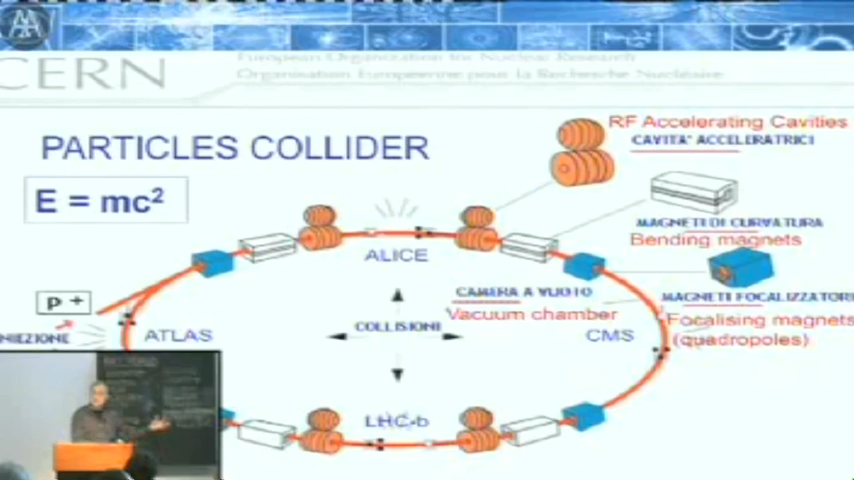 AA
CERN
European Organization for Nuclear Research
Organisation Européenne pour la Recherche Nucléaire
PARTICLES COLLIDER
E = mc²
RF Accelerating Cavities
CAVITA' ACCELERATRICI
MAGNETI DI CURVATURA
Bending magnets
ALICE
CAMERA A VUOTO
Vacuum chamber
MAGNETI FOCALIZZATORI
Focalising magnets
(quadropoles)
P +
NIEZIONE
ATLAS
COLLISIONI
CMS
LHC-b